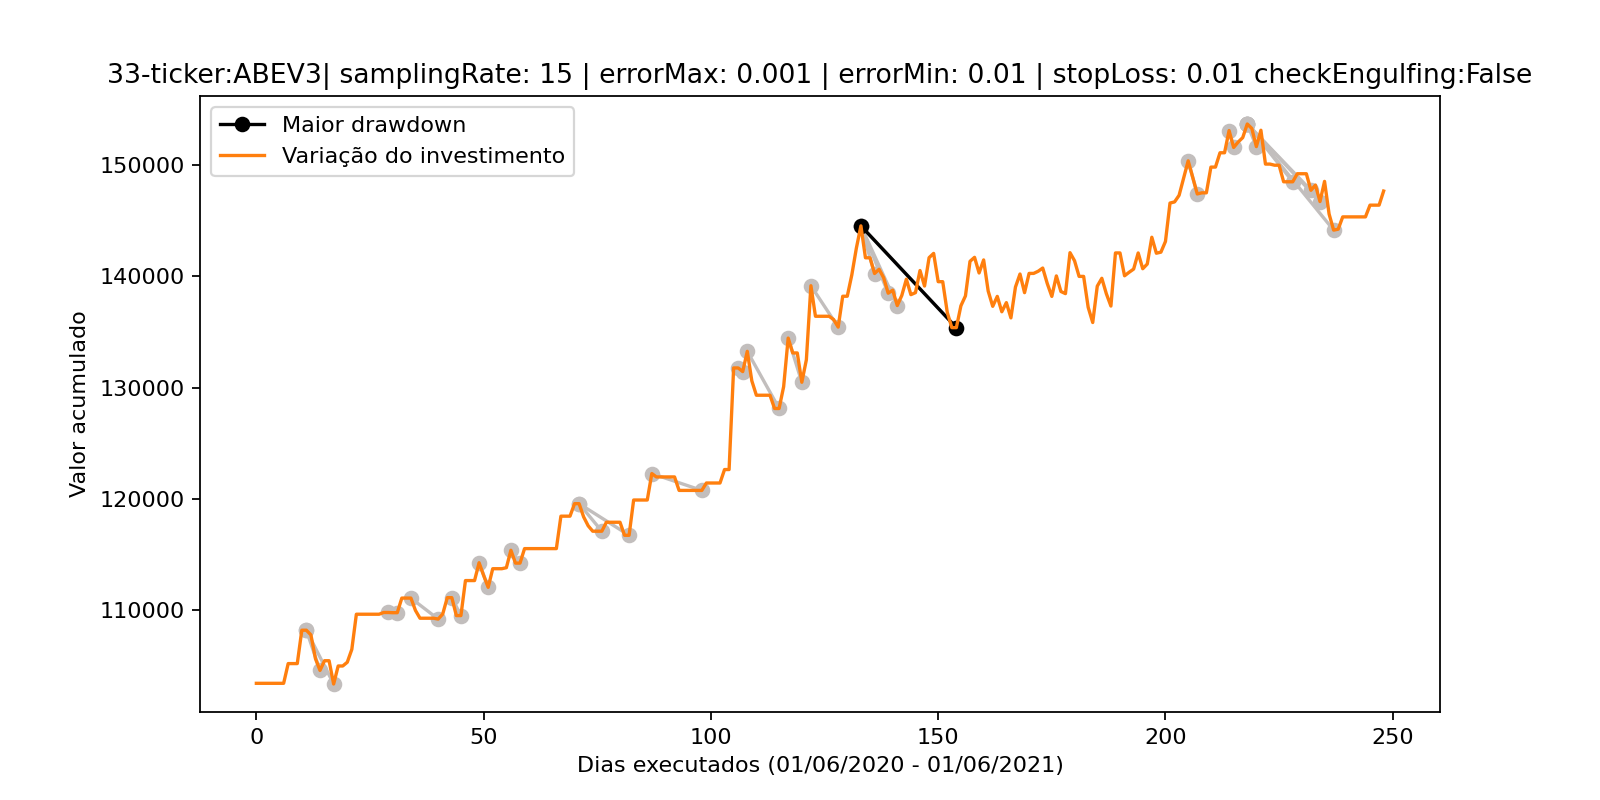 33-ticker:ABEV3| samplingRate: 15 | errorMax: 0.001 | errorMin: 0.01 | stopLoss: 0.01 checkEngulfing:False
Maior drawdown
Variação do investimento
Valor acumulado
150000
140000
130000
120000
110000
0 50 100 150 200 250
Dias executados (01/06/2020 - 01/06/2021)